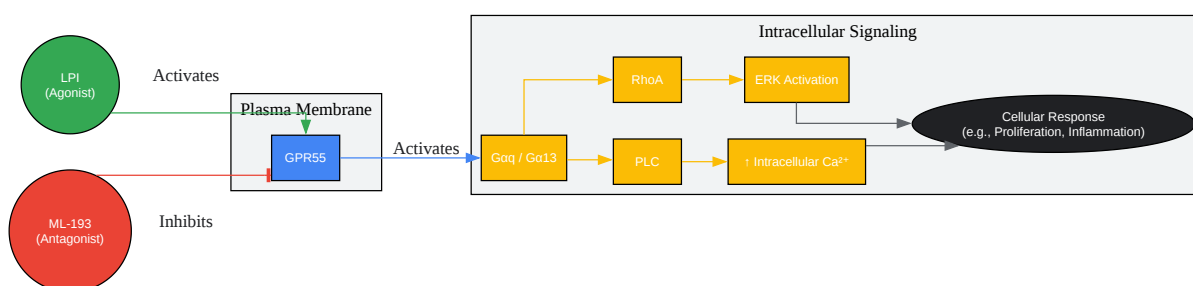 Intracellular Signaling
LPI
(Agonist)
Activates
Plasma Membrane
GPR55
Activates
ML-193
(Antagonist)
Inhibits
Gαq / Gα13
RhoA
ERK Activation
PLC
↑ Intracellular Ca²⁺
Cellular Response
(e.g., Proliferation, Inflammation)